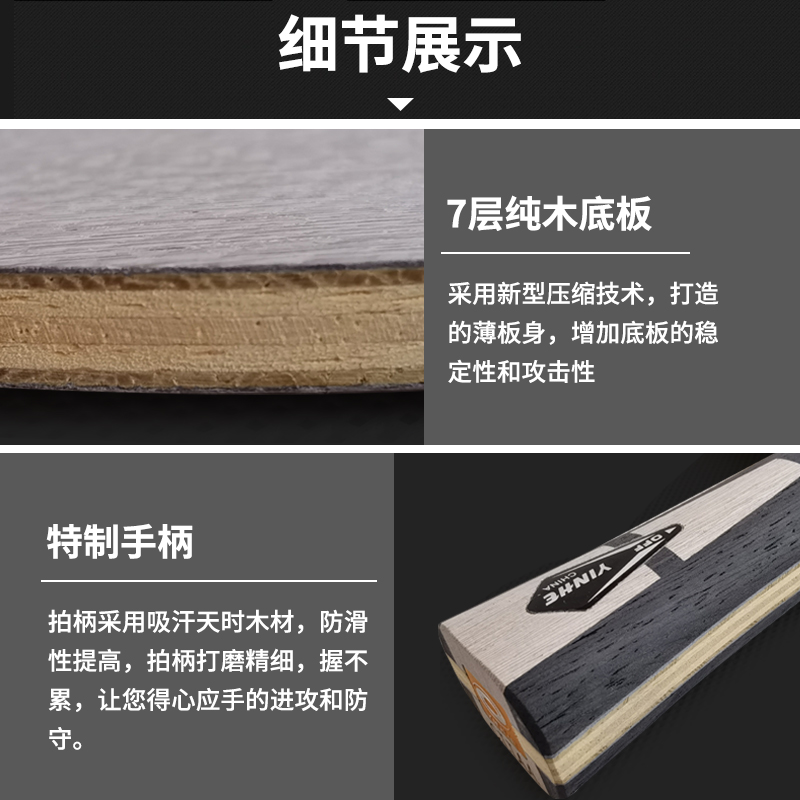 细节展示
7层纯木底板
采用新型压缩技术，打造
的薄板身，增加底板的稳
定性和攻击性
特制手柄
拍柄采用吸汗天时木材，防滑
性提高，拍柄打磨精细，握不
累，让您得心应手的进攻和防
守。
OFF
YINHE
CHINA